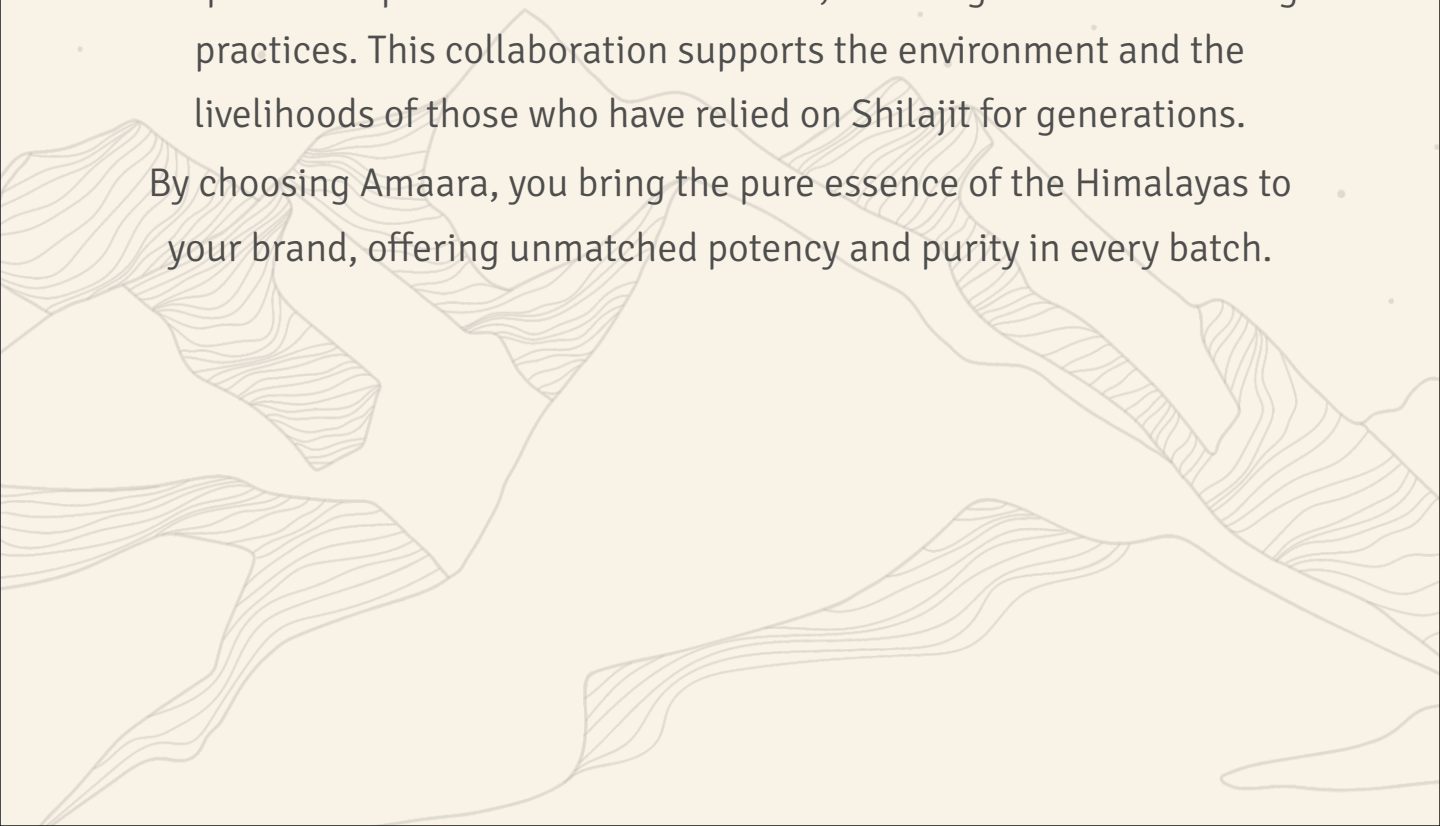 practices. This collaboration supports the environment and the
livelihoods of those who have relied on Shilajit for generations.
By choosing Amaara, you bring the pure essence of the Himalayas to
your brand, offering unmatched potency and purity in every batch.